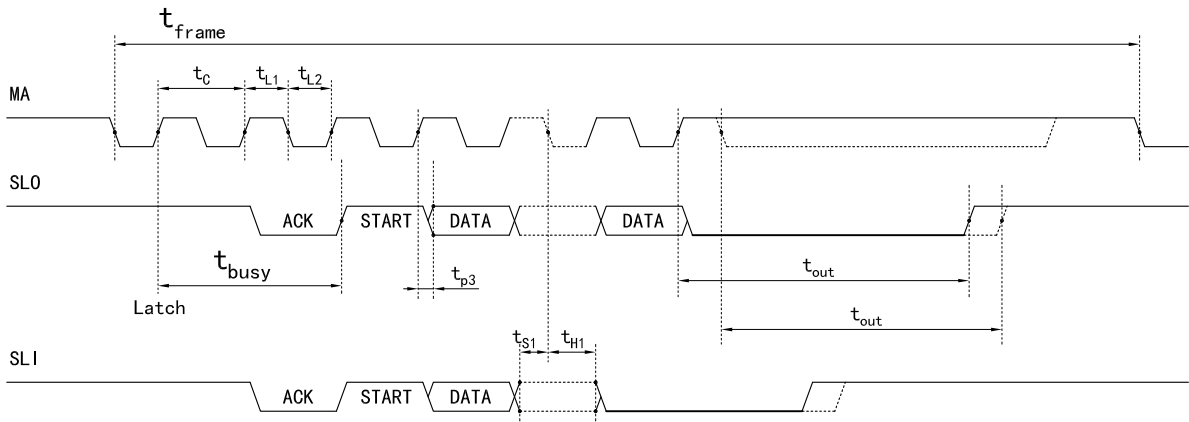 tframe
tC tL1 tL2
MA
SLO
ACK START DATA DATA
tbusy tp3 tout
Latch
tout
tS1 tH1
SLI
ACK START DATA